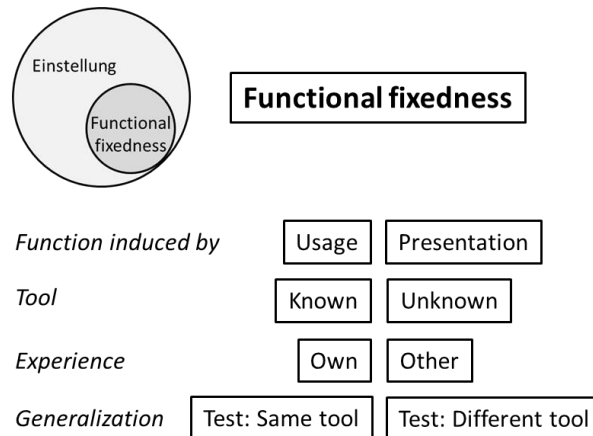 Einstellung
Functional
fixedness
Functional fixedness
Function induced by Usage Presentation
Tool Known Unknown
Experience Own Other
Generalization Test: Same tool Test: Different tool